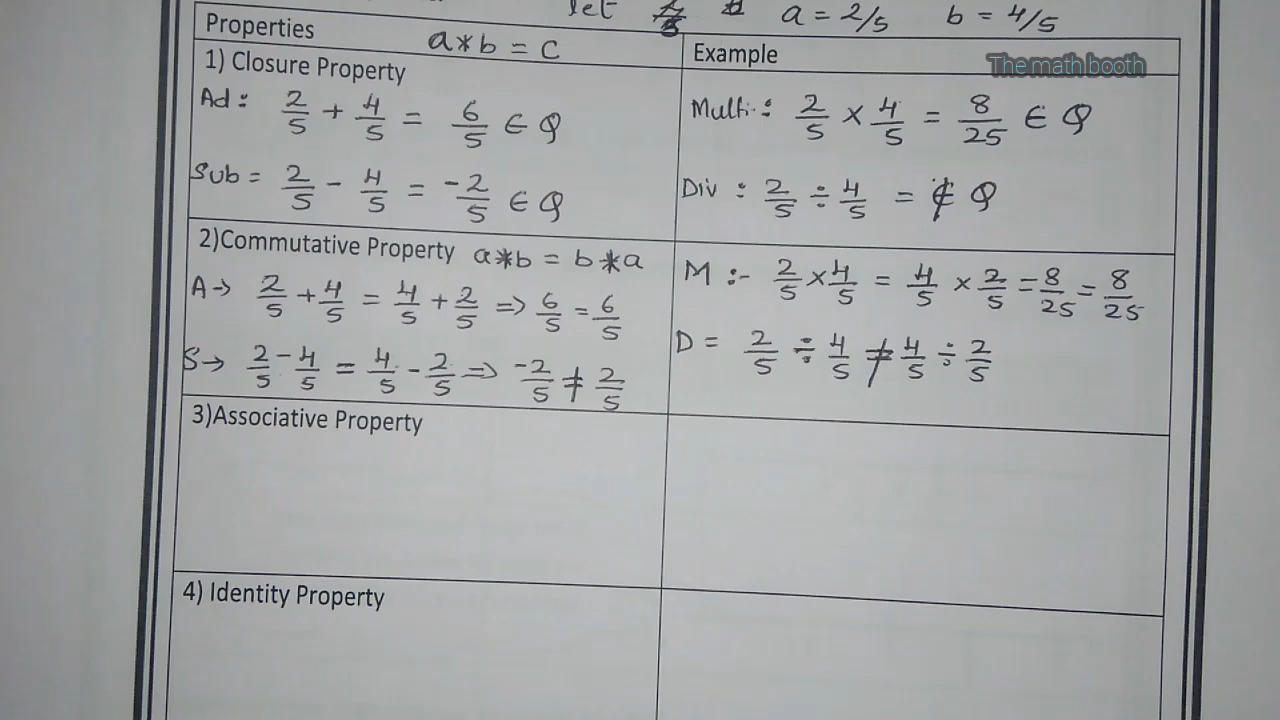 let a = 2/5 b = 4/5
Properties a*b = c
Example
The math booth
1) Closure Property
Ad: 2/5 + 4/5 = 6/5 ∈ Q
Multi-: 2/5 × 4/5 = 8/25 ∈ Q
Sub = 2/5 - 4/5 = -2/5 ∈ Q
Div : 2/5 ÷ 4/5 = ∉ Q
2)Commutative Property a*b = b*a
A→ 2/5 + 4/5 = 4/5 + 2/5 ⇒ 6/5 = 6/5
M :- 2/5 × 4/5 = 4/5 × 2/5 = 8/25 = 8/25
S→ 2/5 - 4/5 = 4/5 - 2/5 ⇒ -2/5 ≠ 2/5
D = 2/5 ÷ 4/5 ≠ 4/5 ÷ 2/5
3)Associative Property
4) Identity Property